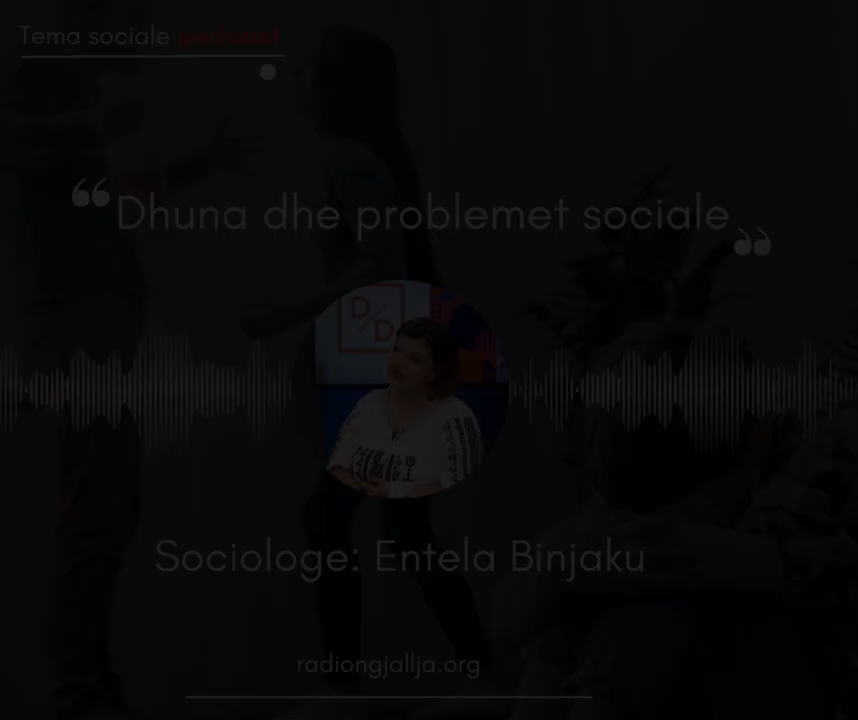 Tema sociale podcast
“Dhuna dhe problemet sociale”
D/D
Sociologe: Entela Binjaku
radiongjallja.org